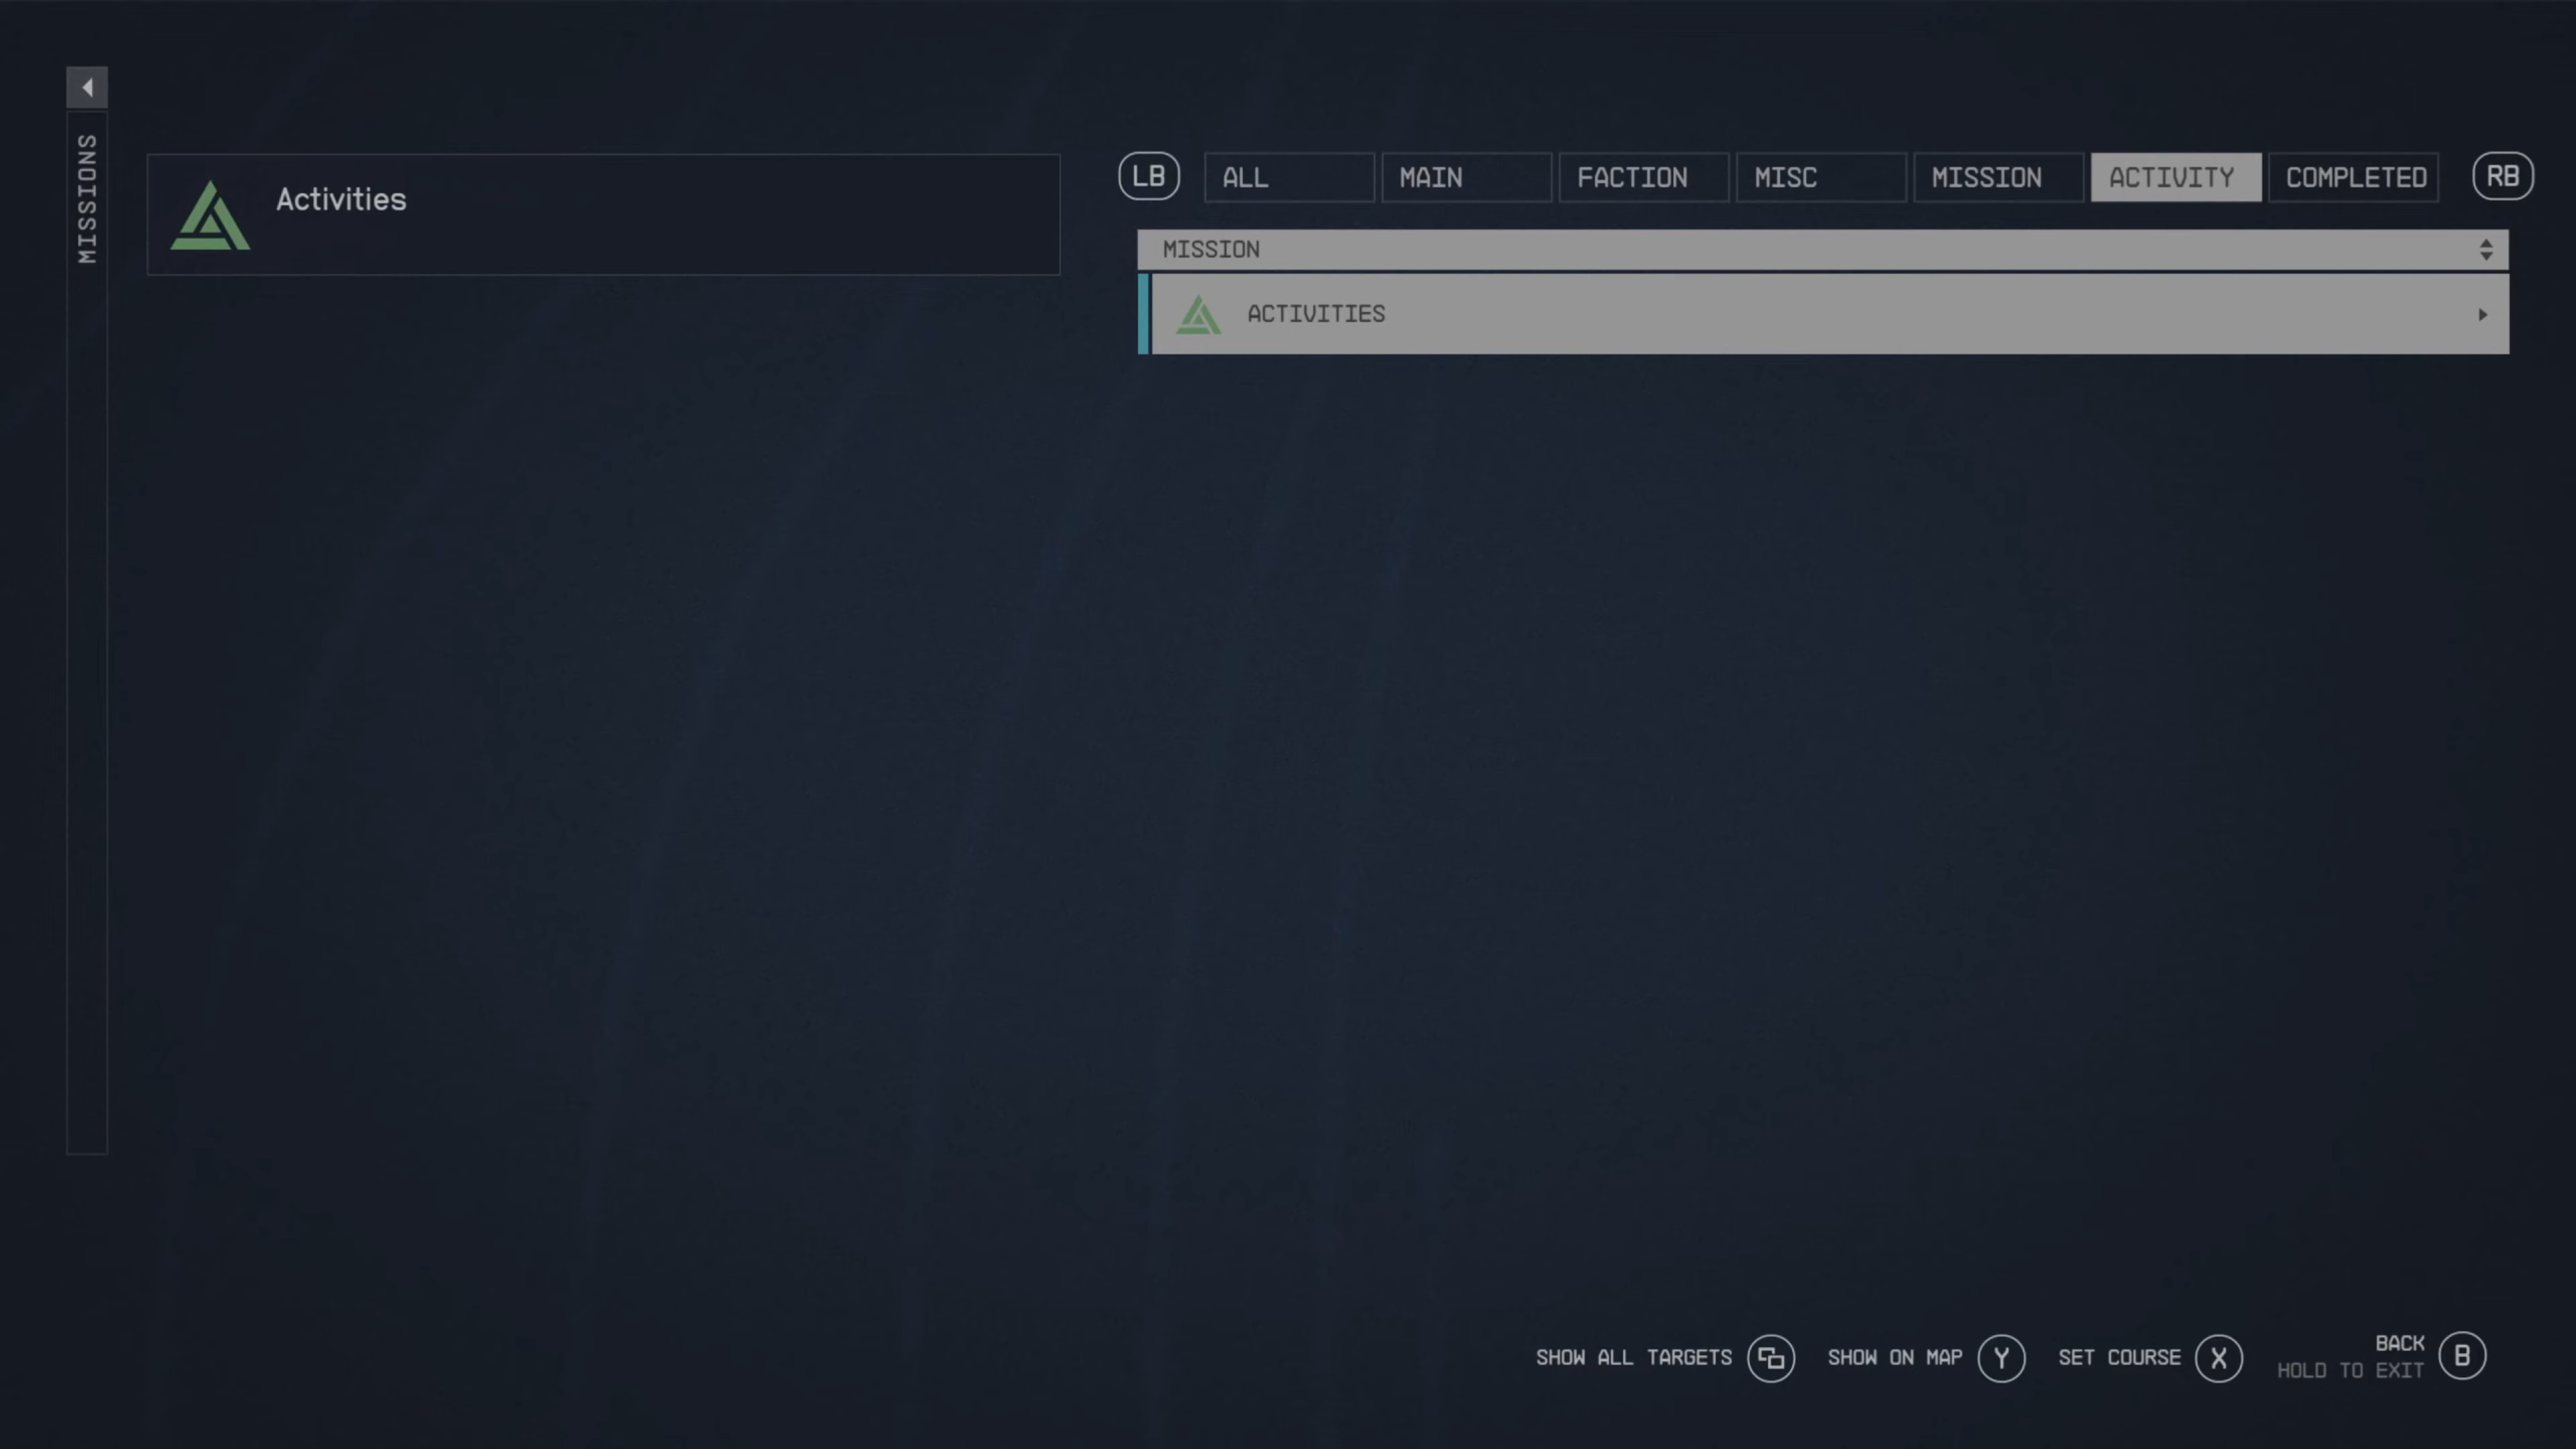 MISSIONS
Activities
LB ALL MAIN FACTION MISC MISSION ACTIVITY COMPLETED RB
MISSION
ACTIVITIES
SHOW ALL TARGETS SHOW ON MAP Y SET COURSE X BACK B
HOLD TO EXIT